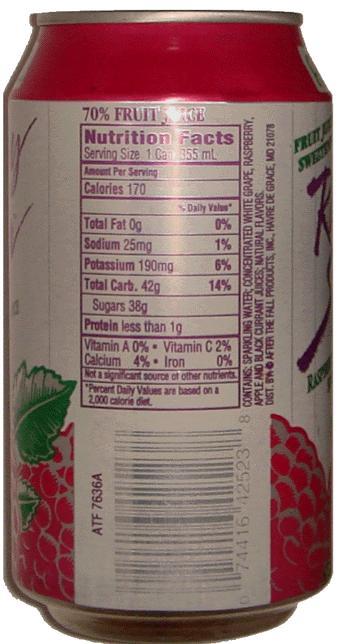 70% FRUIT JUICE
Nutrition Facts
Serving Size 1 Can 355 mL
Amount Per Serving
Calories 170
% Daily Value*
Total Fat 0g 0%
Sodium 25mg 1%
Potassium 190mg 6%
Total Carb. 42g 14%
Sugars 38g
Protein less than 1g
Vitamin A 0% • Vitamin C 2%
Calcium 4% • Iron 0%
Not a significant source of other nutrients.
*Percent Daily Values are based on a
2,000 calorie diet.
CONTAINS: SPARKLING WATER; CONCENTRATED WHITE GRAPE, RASPBERRY,
APPLE AND BLACK CURRANT JUICES; NATURAL FLAVORS.
DIST. BY: © AFTER THE FALL PRODUCTS, INC., HAVRE DE GRACE, MD 21078
ATF 7636A
0 74416 42523 8
FRUIT